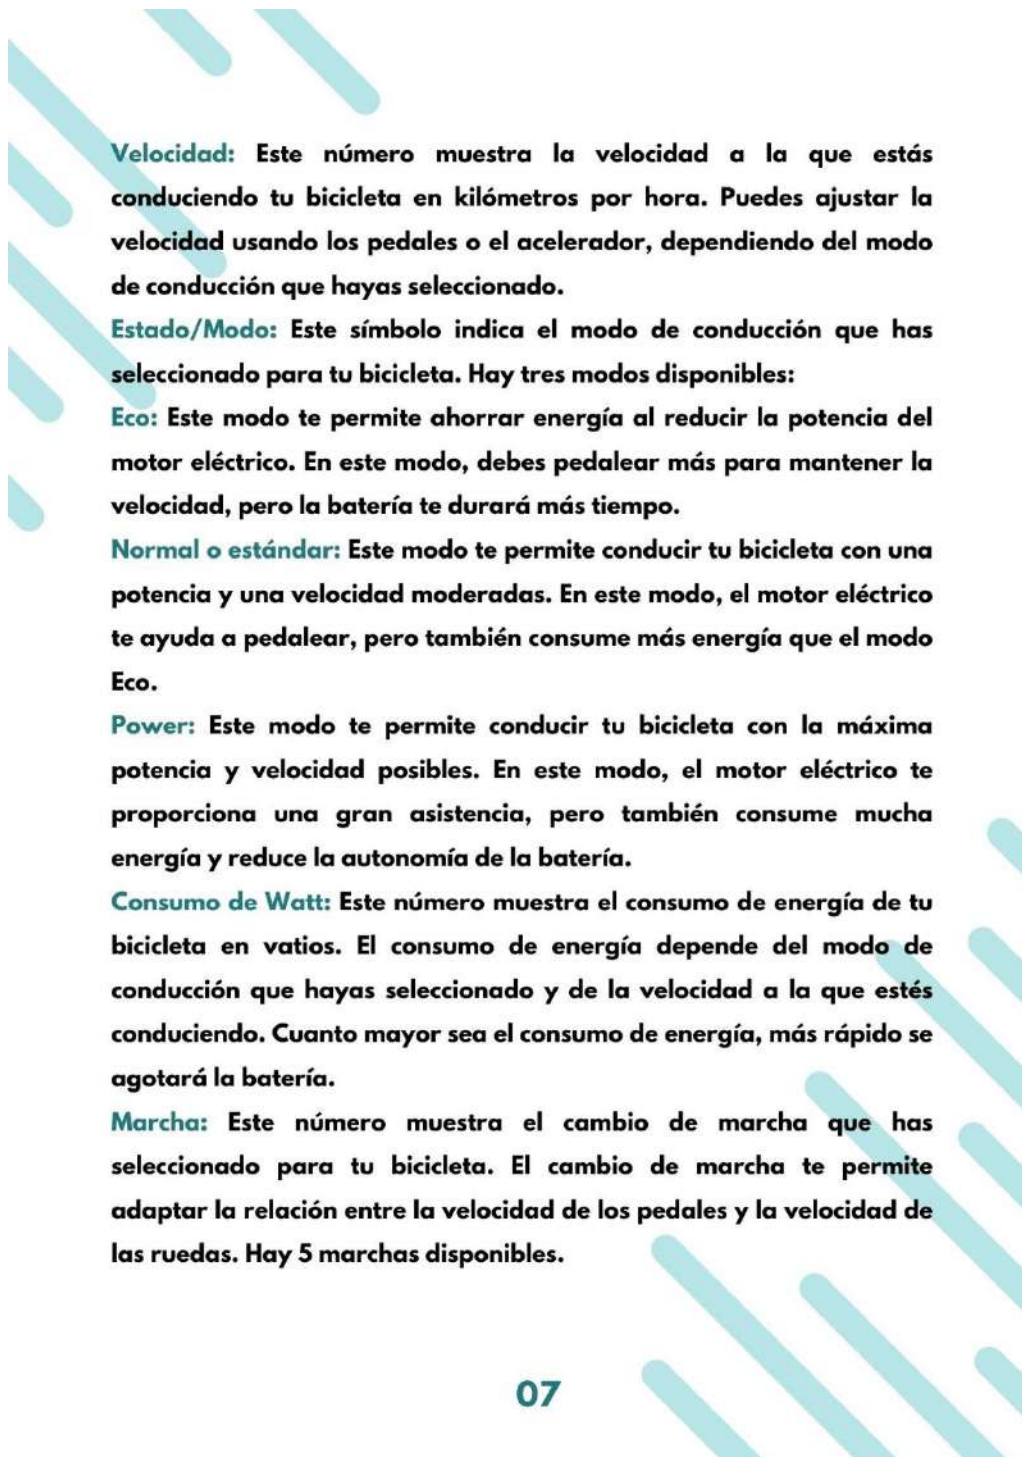 Velocidad: Este número muestra la velocidad a la que estás
conduciendo tu bicicleta en kilómetros por hora. Puedes ajustar la
velocidad usando los pedales o el acelerador, dependiendo del modo
de conducción que hayas seleccionado.
Estado/Modo: Este símbolo indica el modo de conducción que has
seleccionado para tu bicicleta. Hay tres modos disponibles:
Eco: Este modo te permite ahorrar energía al reducir la potencia del
motor eléctrico. En este modo, debes pedalear más para mantener la
velocidad, pero la batería te durará más tiempo.
Normal o estándar: Este modo te permite conducir tu bicicleta con una
potencia y una velocidad moderadas. En este modo, el motor eléctrico
te ayuda a pedalear, pero también consume más energía que el modo
Eco.
Power: Este modo te permite conducir tu bicicleta con la máxima
potencia y velocidad posibles. En este modo, el motor eléctrico te
proporciona una gran asistencia, pero también consume mucha
energía y reduce la autonomía de la batería.
Consumo de Watt: Este número muestra el consumo de energía de tu
bicicleta en vatios. El consumo de energía depende del modo de
conducción que hayas seleccionado y de la velocidad a la que estés
conduciendo. Cuanto mayor sea el consumo de energía, más rápido se
agotará la batería.
Marcha: Este número muestra el cambio de marcha que has
seleccionado para tu bicicleta. El cambio de marcha te permite
adaptar la relación entre la velocidad de los pedales y la velocidad de
las ruedas. Hay 5 marchas disponibles.
07